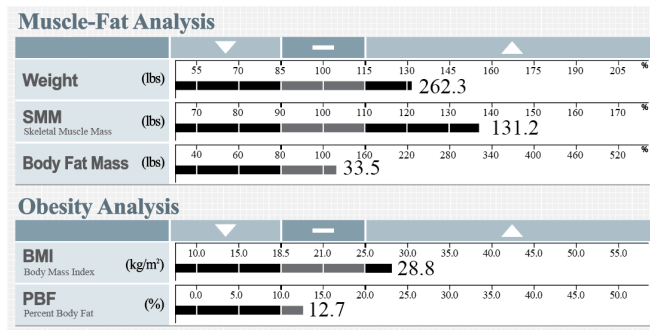 Muscle-Fat Analysis
Weight (lbs) 55 70 85 100 115 130 145 160 175 190 205 %
262.3
SMM (lbs) 70 80 90 100 110 120 130 140 150 160 170 %
Skeletal Muscle Mass
131.2
Body Fat Mass (lbs) 40 60 80 100 160 220 280 340 400 460 520 %
33.5
Obesity Analysis
BMI (kg/m²) 10.0 15.0 18.5 21.0 25.0 30.0 35.0 40.0 45.0 50.0 55.0
Body Mass Index
28.8
PBF (%) 0.0 5.0 10.0 15.0 20.0 25.0 30.0 35.0 40.0 45.0 50.0
Percent Body Fat
12.7